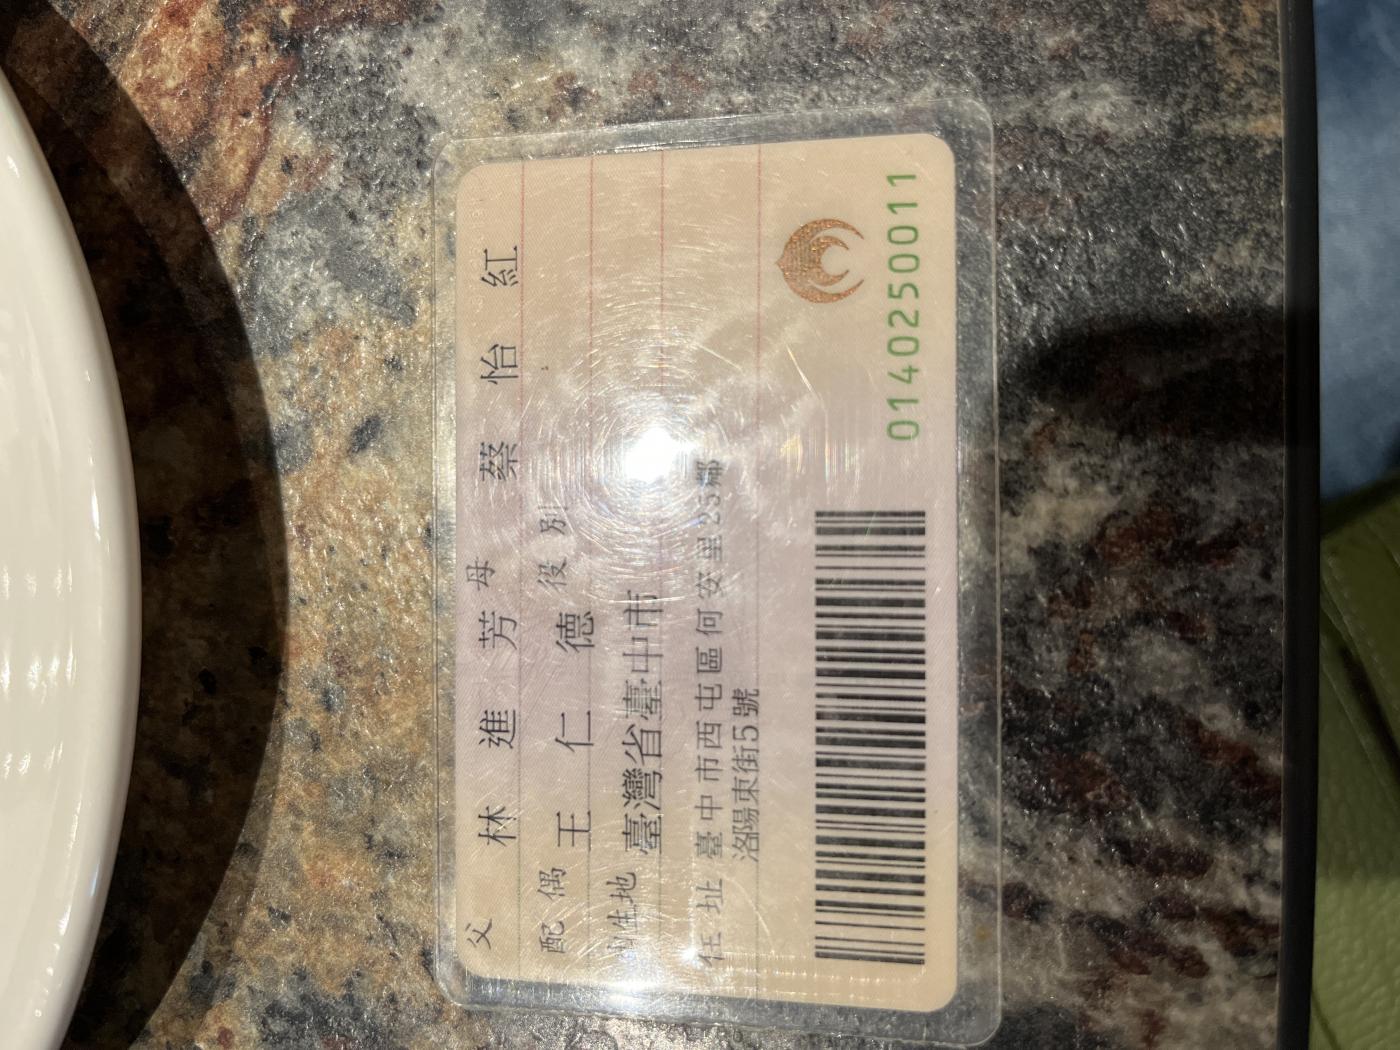 父 林進芳 母 蔡怡紅
配偶 王仁德 役別
出生地 臺灣省臺中市
住址 臺中市西屯區何安里25鄰
洛陽東街5號
0140250011